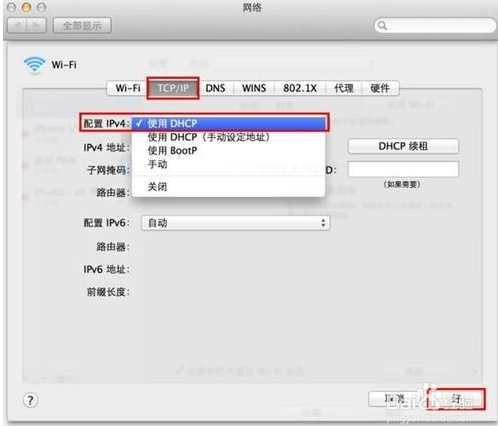 网络
全部显示
Wi-Fi
Wi-Fi TCP/IP DNS WINS 802.1X 代理 硬件
配置 IPv4: ✓ 使用 DHCP
使用 DHCP（手动设定地址）
IPv4 地址: DHCP 续租
使用 BootP
子网掩码: 手动 ID:
(如果需要)
路由器: 关闭
配置 IPv6: 自动
路由器:
IPv6 地址:
前缀长度:
? 取消 好